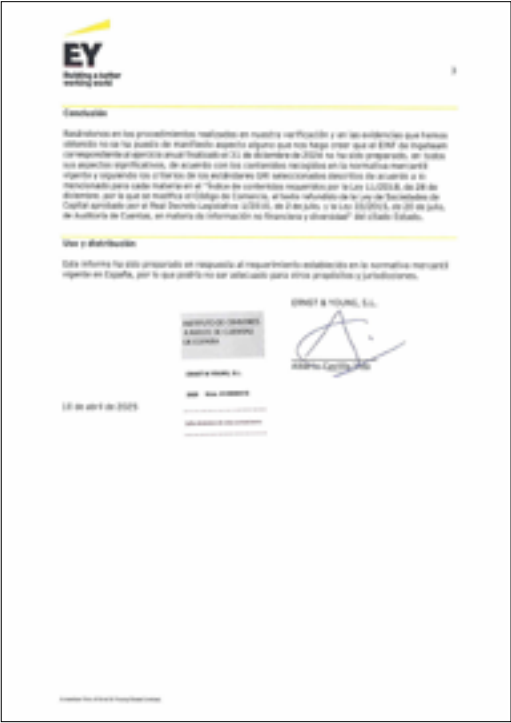 EY
Building a better
working world
3
Conclusión
Basándonos en los procedimientos realizados en nuestra verificación y en las evidencias que hemos
obtenido no se ha puesto de manifiesto aspecto alguno que nos haga creer que el EINF de Ingeteam
correspondiente al ejercicio anual finalizado el 31 de diciembre de 2024 no ha sido preparado, en todos
sus aspectos significativos, de acuerdo con los contenidos recogidos en la normativa mercantil
vigente y siguiendo los criterios de los estándares GRI seleccionados descritos de acuerdo a lo
mencionado para cada materia en el "Índice de contenidos requeridos por la Ley 11/2018, de 28 de
diciembre, por la que se modifica el Código de Comercio, el texto refundido de la Ley de Sociedades de
Capital aprobado por el Real Decreto Legislativo 1/2010, de 2 de julio, y la Ley 22/2015, de 20 de julio,
de Auditoría de Cuentas, en materia de información no financiera y diversidad" del citado Estado.
Uso y distribución
Este informe ha sido preparado en respuesta al requerimiento establecido en la normativa mercantil
vigente en España, por lo que podría no ser adecuado para otros propósitos y jurisdicciones.
ERNST & YOUNG, S.L.
INSTITUTO DE CENSORES
JURADOS DE CUENTAS
DE ESPAÑA
ERNST & YOUNG, S.L.
Alberto Castilla
10 de abril de 2025